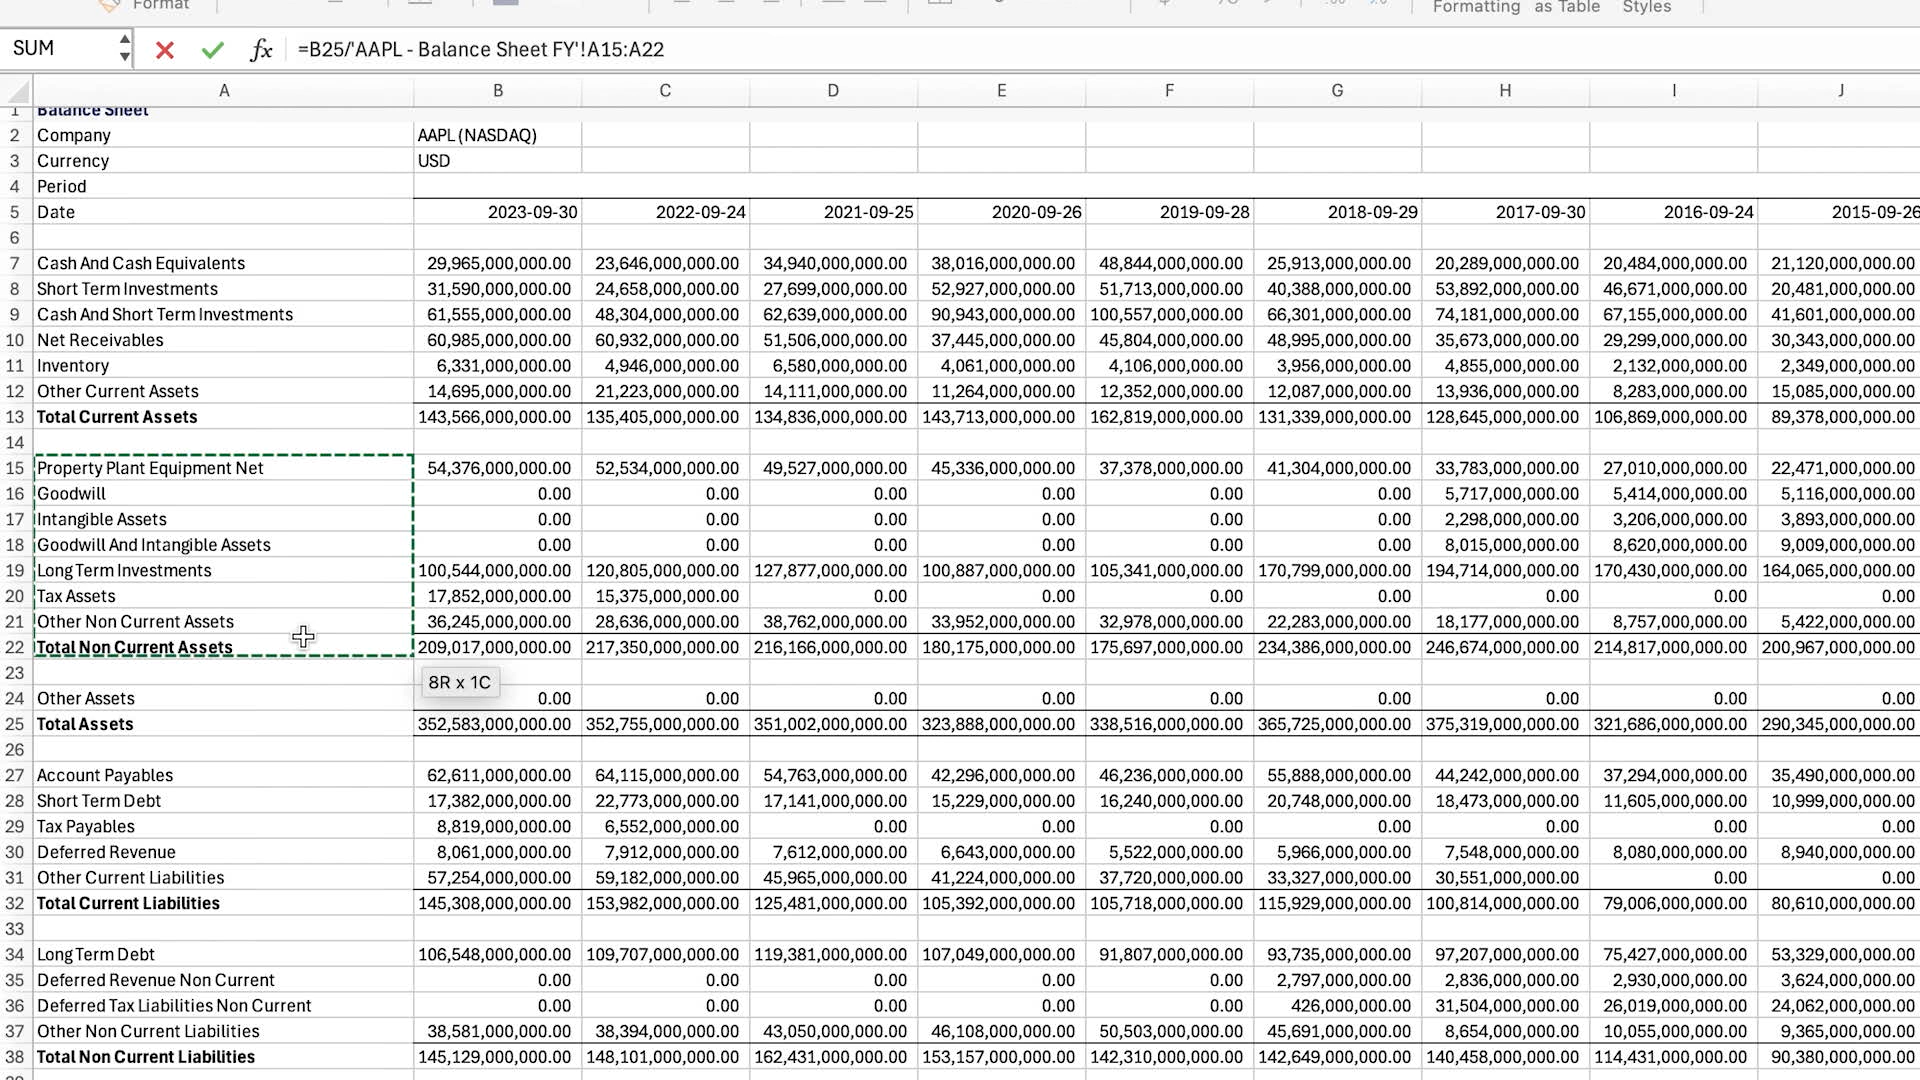 Format Formatting as Table Styles
SUM fx =B25/'AAPL - Balance Sheet FY'!A15:A22
A B C D E F G H I J
1 Balance Sheet
2 Company AAPL (NASDAQ)
3 Currency USD
4 Period
5 Date 2023-09-30 2022-09-24 2021-09-25 2020-09-26 2019-09-28 2018-09-29 2017-09-30 2016-09-24 2015-09-26
6
7 Cash And Cash Equivalents 29,965,000,000.00 23,646,000,000.00 34,940,000,000.00 38,016,000,000.00 48,844,000,000.00 25,913,000,000.00 20,289,000,000.00 20,484,000,000.00 21,120,000,000.00
8 Short Term Investments 31,590,000,000.00 24,658,000,000.00 27,699,000,000.00 52,927,000,000.00 51,713,000,000.00 40,388,000,000.00 53,892,000,000.00 46,671,000,000.00 20,481,000,000.00
9 Cash And Short Term Investments 61,555,000,000.00 48,304,000,000.00 62,639,000,000.00 90,943,000,000.00 100,557,000,000.00 66,301,000,000.00 74,181,000,000.00 67,155,000,000.00 41,601,000,000.00
10 Net Receivables 60,985,000,000.00 60,932,000,000.00 51,506,000,000.00 37,445,000,000.00 45,804,000,000.00 48,995,000,000.00 35,673,000,000.00 29,299,000,000.00 30,343,000,000.00
11 Inventory 6,331,000,000.00 4,946,000,000.00 6,580,000,000.00 4,061,000,000.00 4,106,000,000.00 3,956,000,000.00 4,855,000,000.00 2,132,000,000.00 2,349,000,000.00
12 Other Current Assets 14,695,000,000.00 21,223,000,000.00 14,111,000,000.00 11,264,000,000.00 12,352,000,000.00 12,087,000,000.00 13,936,000,000.00 8,283,000,000.00 15,085,000,000.00
13 Total Current Assets 143,566,000,000.00 135,405,000,000.00 134,836,000,000.00 143,713,000,000.00 162,819,000,000.00 131,339,000,000.00 128,645,000,000.00 106,869,000,000.00 89,378,000,000.00
14
15 Property Plant Equipment Net 54,376,000,000.00 52,534,000,000.00 49,527,000,000.00 45,336,000,000.00 37,378,000,000.00 41,304,000,000.00 33,783,000,000.00 27,010,000,000.00 22,471,000,000.00
16 Goodwill 0.00 0.00 0.00 0.00 0.00 0.00 5,717,000,000.00 5,414,000,000.00 5,116,000,000.00
17 Intangible Assets 0.00 0.00 0.00 0.00 0.00 0.00 2,298,000,000.00 3,206,000,000.00 3,893,000,000.00
18 Goodwill And Intangible Assets 0.00 0.00 0.00 0.00 0.00 0.00 8,015,000,000.00 8,620,000,000.00 9,009,000,000.00
19 Long Term Investments 100,544,000,000.00 120,805,000,000.00 127,877,000,000.00 100,887,000,000.00 105,341,000,000.00 170,799,000,000.00 194,714,000,000.00 170,430,000,000.00 164,065,000,000.00
20 Tax Assets 17,852,000,000.00 15,375,000,000.00 0.00 0.00 0.00 0.00 0.00 0.00 0.00
21 Other Non Current Assets 36,245,000,000.00 28,636,000,000.00 38,762,000,000.00 33,952,000,000.00 32,978,000,000.00 22,283,000,000.00 18,177,000,000.00 8,757,000,000.00 5,422,000,000.00
22 Total Non Current Assets 209,017,000,000.00 217,350,000,000.00 216,166,000,000.00 180,175,000,000.00 175,697,000,000.00 234,386,000,000.00 246,674,000,000.00 214,817,000,000.00 200,967,000,000.00
23 8R x 1C
24 Other Assets 0.00 0.00 0.00 0.00 0.00 0.00 0.00 0.00 0.00
25 Total Assets 352,583,000,000.00 352,755,000,000.00 351,002,000,000.00 323,888,000,000.00 338,516,000,000.00 365,725,000,000.00 375,319,000,000.00 321,686,000,000.00 290,345,000,000.00
26
27 Account Payables 62,611,000,000.00 64,115,000,000.00 54,763,000,000.00 42,296,000,000.00 46,236,000,000.00 55,888,000,000.00 44,242,000,000.00 37,294,000,000.00 35,490,000,000.00
28 Short Term Debt 17,382,000,000.00 22,773,000,000.00 17,141,000,000.00 15,229,000,000.00 16,240,000,000.00 20,748,000,000.00 18,473,000,000.00 11,605,000,000.00 10,999,000,000.00
29 Tax Payables 8,819,000,000.00 6,552,000,000.00 0.00 0.00 0.00 0.00 0.00 0.00 0.00
30 Deferred Revenue 8,061,000,000.00 7,912,000,000.00 7,612,000,000.00 6,643,000,000.00 5,522,000,000.00 5,966,000,000.00 7,548,000,000.00 8,080,000,000.00 8,940,000,000.00
31 Other Current Liabilities 57,254,000,000.00 59,182,000,000.00 45,965,000,000.00 41,224,000,000.00 37,720,000,000.00 33,327,000,000.00 30,551,000,000.00 0.00 0.00
32 Total Current Liabilities 145,308,000,000.00 153,982,000,000.00 125,481,000,000.00 105,392,000,000.00 105,718,000,000.00 115,929,000,000.00 100,814,000,000.00 79,006,000,000.00 80,610,000,000.00
33
34 Long Term Debt 106,548,000,000.00 109,707,000,000.00 119,381,000,000.00 107,049,000,000.00 91,807,000,000.00 93,735,000,000.00 97,207,000,000.00 75,427,000,000.00 53,329,000,000.00
35 Deferred Revenue Non Current 0.00 0.00 0.00 0.00 0.00 2,797,000,000.00 2,836,000,000.00 2,930,000,000.00 3,624,000,000.00
36 Deferred Tax Liabilities Non Current 0.00 0.00 0.00 0.00 0.00 426,000,000.00 31,504,000,000.00 26,019,000,000.00 24,062,000,000.00
37 Other Non Current Liabilities 38,581,000,000.00 38,394,000,000.00 43,050,000,000.00 46,108,000,000.00 50,503,000,000.00 45,691,000,000.00 8,654,000,000.00 10,055,000,000.00 9,365,000,000.00
38 Total Non Current Liabilities 145,129,000,000.00 148,101,000,000.00 162,431,000,000.00 153,157,000,000.00 142,310,000,000.00 142,649,000,000.00 140,458,000,000.00 114,431,000,000.00 90,380,000,000.00